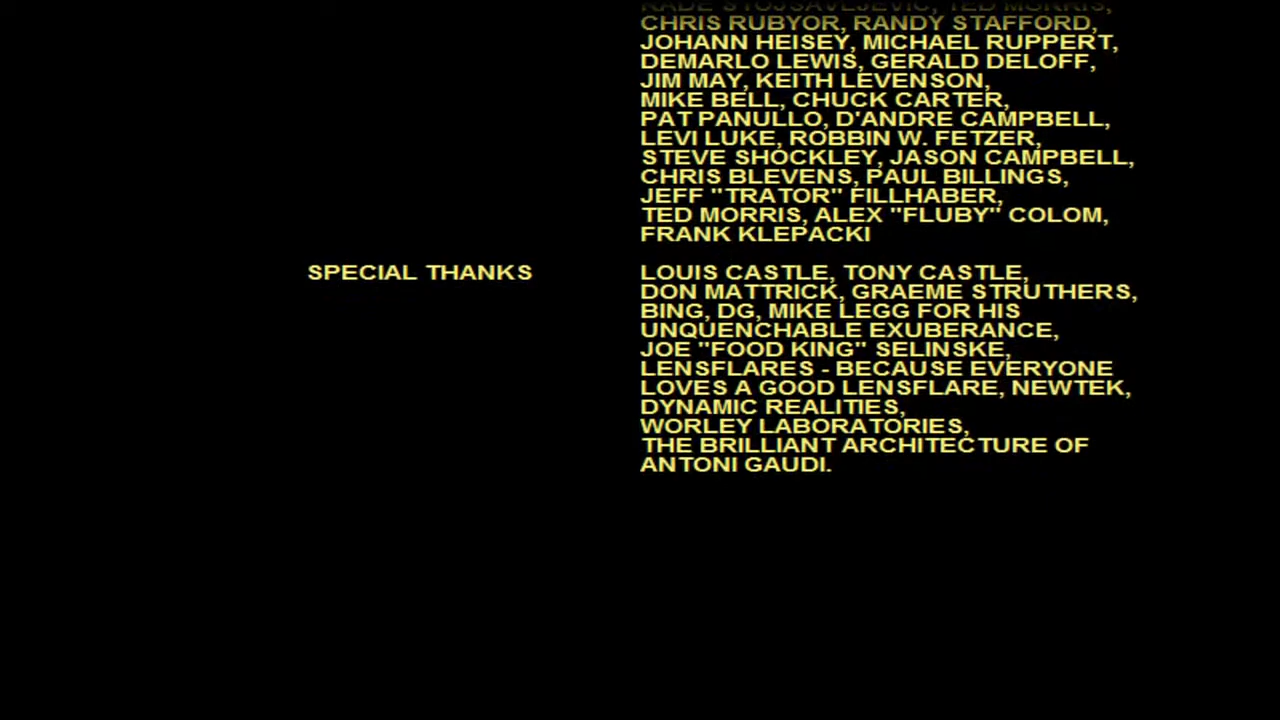 RADE STOJSAVLJEVIC, TED MORRIS,
CHRIS RUBYOR, RANDY STAFFORD,
JOHANN HEISEY, MICHAEL RUPPERT,
DEMARLO LEWIS, GERALD DELOFF,
JIM MAY, KEITH LEVENSON,
MIKE BELL, CHUCK CARTER,
PAT PANULLO, D'ANDRE CAMPBELL,
LEVI LUKE, ROBBIN W. FETZER,
STEVE SHOCKLEY, JASON CAMPBELL,
CHRIS BLEVENS, PAUL BILLINGS,
JEFF "TRATOR" FILLHABER,
TED MORRIS, ALEX "FLUBY" COLOM,
FRANK KLEPACKI
SPECIAL THANKS LOUIS CASTLE, TONY CASTLE,
DON MATTRICK, GRAEME STRUTHERS,
BING, DG, MIKE LEGG FOR HIS
UNQUENCHABLE EXUBERANCE,
JOE "FOOD KING" SELINSKE,
LENSFLARES - BECAUSE EVERYONE
LOVES A GOOD LENSFLARE, NEWTEK,
DYNAMIC REALITIES,
WORLEY LABORATORIES,
THE BRILLIANT ARCHITECTURE OF
ANTONI GAUDI.